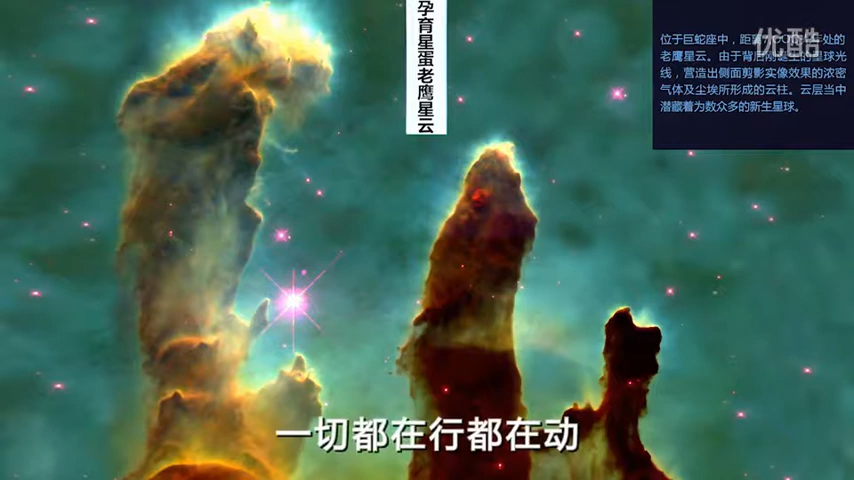 孕育星蛋老鹰星云
优酷
位于巨蛇座中，距
处的
老鹰星云。由于背
星球光
线，营造出侧面剪影实像效果的浓密
气体及尘埃所形成的云柱。云层当中
潜藏着为数众多的新生星球。
一切都在行都在动